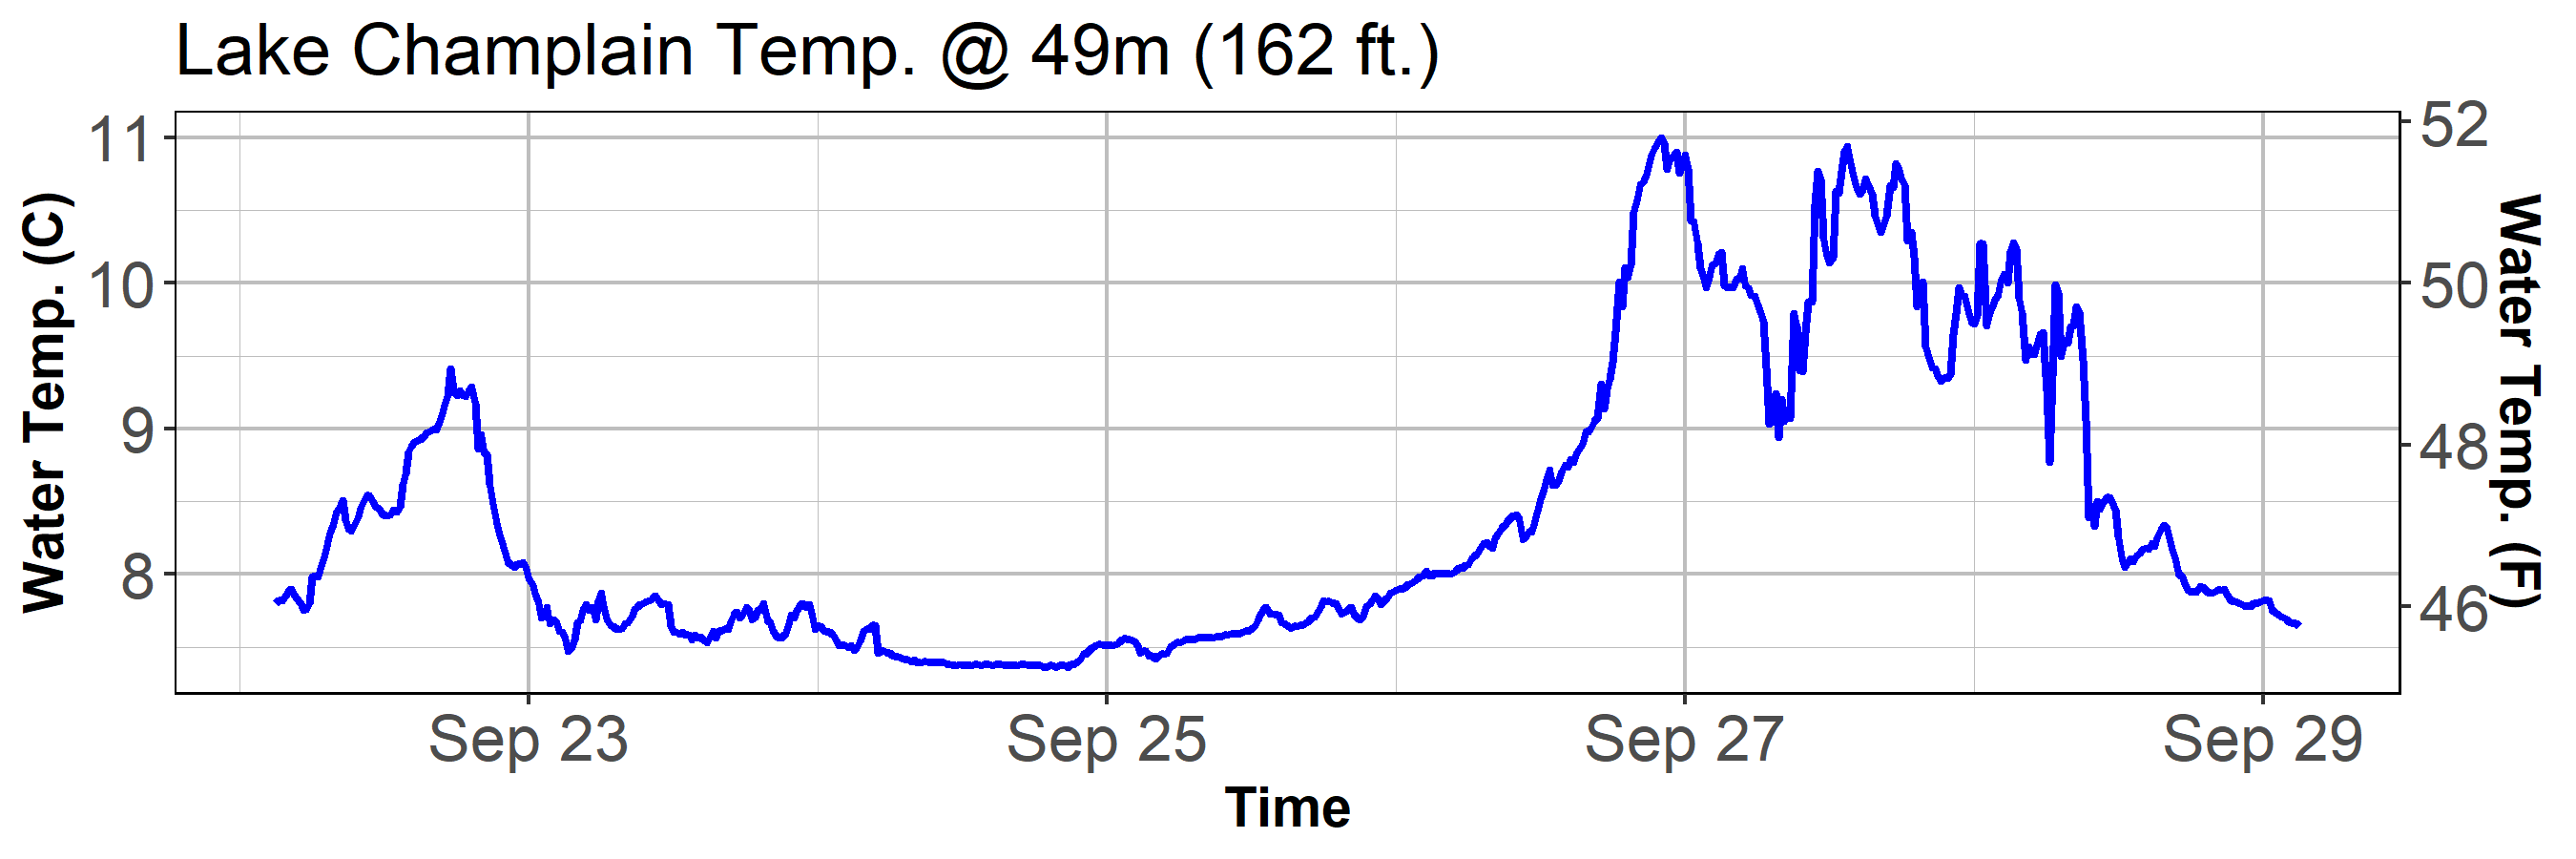 Lake Champlain Temp. @ 49m (162 ft.)
Water Temp. (C)
11
10
9
8
52
50
48
46
Water Temp. (F)
Sep 23
Sep 25
Sep 27
Sep 29
Time